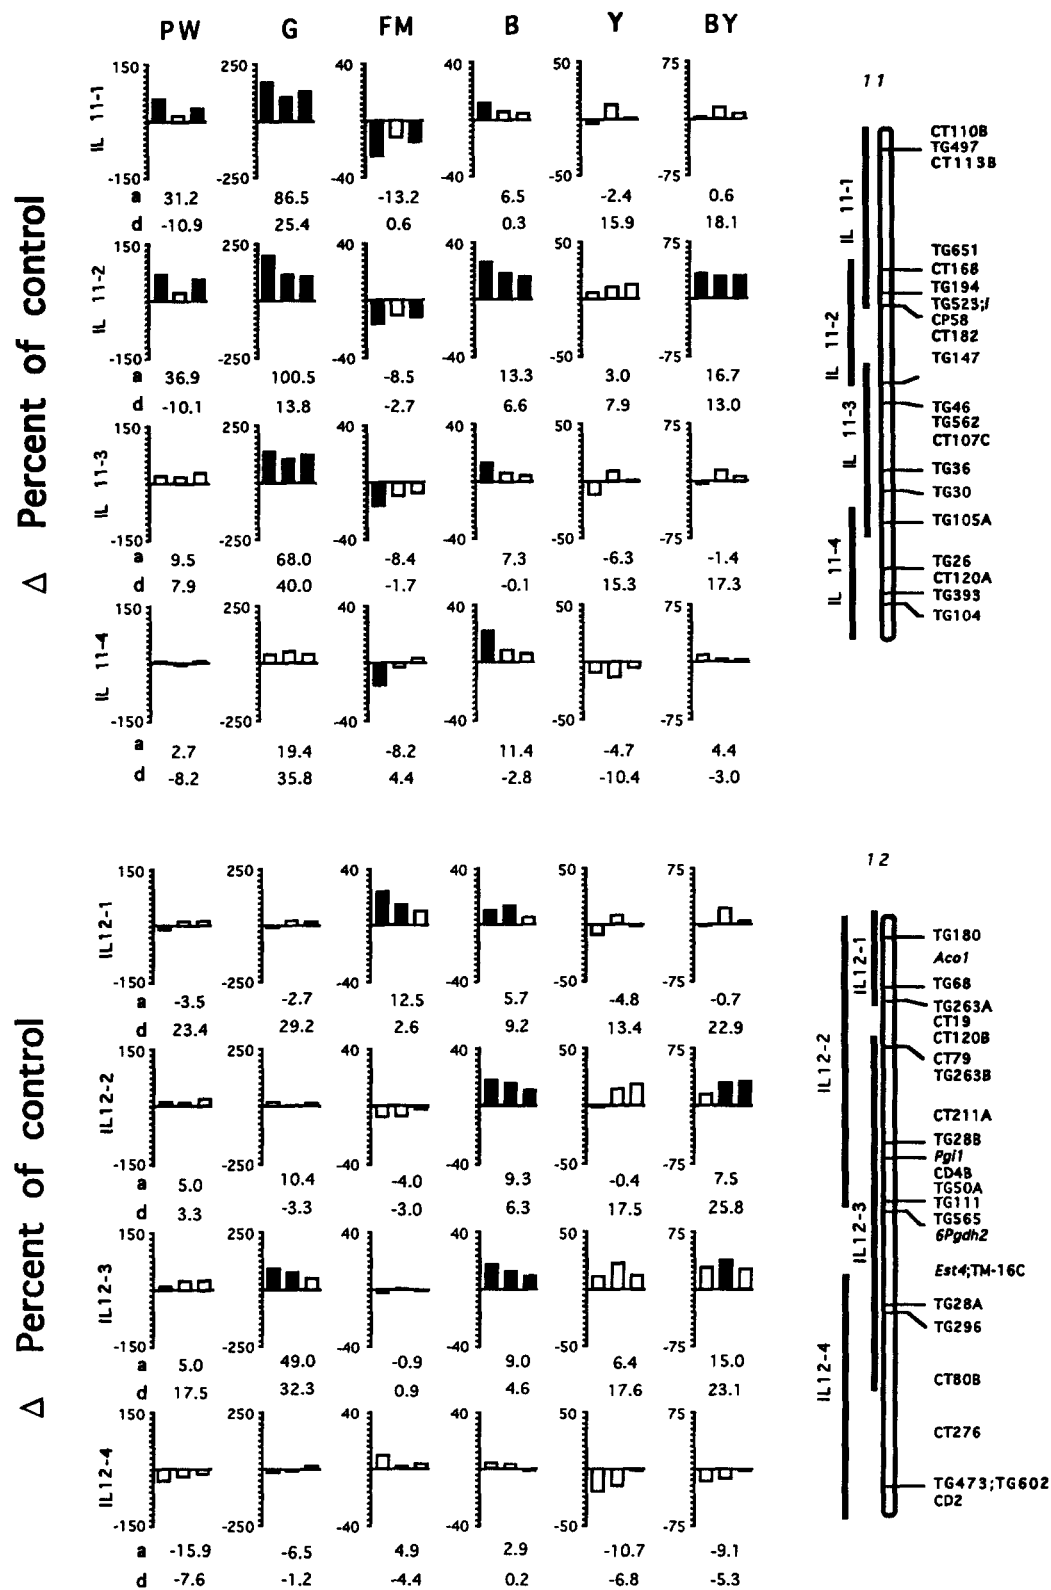 PW G FM B Y BY
Δ Percent of control
IL 11-1
150 250 40 40 50 75
-150 -250 -40 -40 -50 -75
a 31.2 86.5 -13.2 6.5 -2.4 0.6
d -10.9 25.4 0.6 0.3 15.9 18.1
IL 11-2
150 250 40 40 50 75
-150 -250 -40 -40 -50 -75
a 36.9 100.5 -8.5 13.3 3.0 16.7
d -10.1 13.8 -2.7 6.6 7.9 13.0
IL 11-3
150 250 40 40 50 75
-150 -250 -40 -40 -50 -75
a 9.5 68.0 -8.4 7.3 -6.3 -1.4
d 7.9 40.0 -1.7 -0.1 15.3 17.3
IL 11-4
150 250 40 40 50 75
-150 -250 -40 -40 -50 -75
a 2.7 19.4 -8.2 11.4 -4.7 4.4
d -8.2 35.8 4.4 -2.8 -10.4 -3.0
11
IL 11-1
IL 11-2
IL 11-3
IL 11-4
CT110B
TG497
CT113B
TG651
CT168
TG194
TG523;I
CP58
CT182
TG147
TG46
TG562
CT107C
TG36
TG30
TG105A
TG26
CT120A
TG393
TG104
Δ Percent of control
IL12-1
150 250 40 40 50 75
-150 -250 -40 -40 -50 -75
a -3.5 -2.7 12.5 5.7 -4.8 -0.7
d 23.4 29.2 2.6 9.2 13.4 22.9
IL12-2
150 250 40 40 50 75
-150 -250 -40 -40 -50 -75
a 5.0 10.4 -4.0 9.3 -0.4 7.5
d 3.3 -3.3 -3.0 6.3 17.5 25.8
IL12-3
150 250 40 40 50 75
-150 -250 -40 -40 -50 -75
a 5.0 49.0 -0.9 9.0 6.4 15.0
d 17.5 32.3 0.9 4.6 17.6 23.1
IL12-4
150 250 40 40 50 75
-150 -250 -40 -40 -50 -75
a -15.9 -6.5 4.9 2.9 -10.7 -9.1
d -7.6 -1.2 -4.4 0.2 -6.8 -5.3
12
IL12-1
IL12-2
IL12-3
IL12-4
TG180
Aco1
TG68
TG263A
CT19
CT120B
CT79
TG263B
CT211A
TG28B
Pgi1
CD4B
TG50A
TG111
TG565
6Pgdh2
Est4;TM-16C
TG28A
TG296
CT80B
CT276
TG473;TG602
CD2